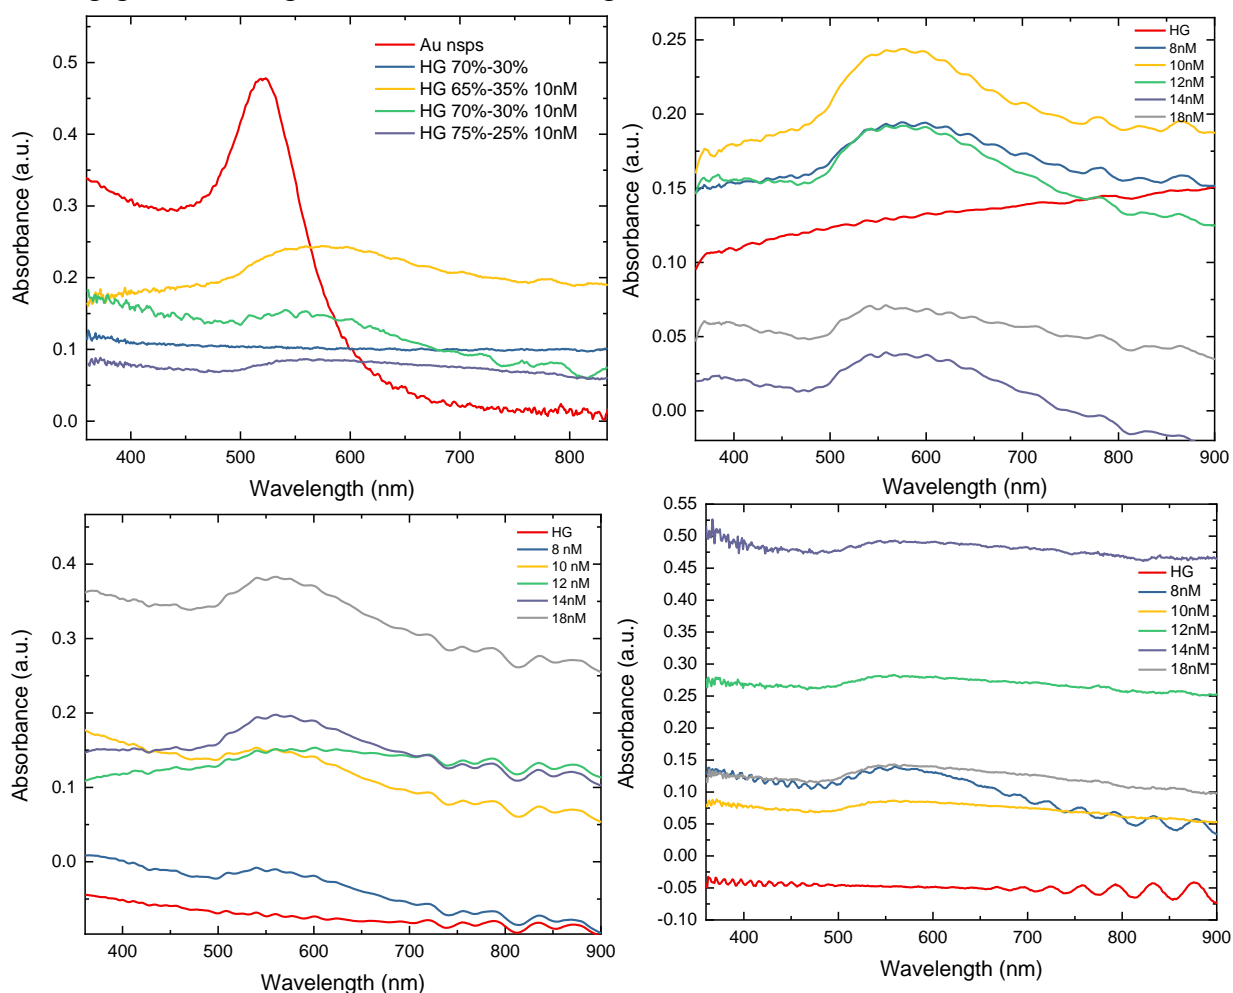 0.5
0.4
0.3
0.2
0.1
0.0
400 500 600 700 800
Absorbance (a.u.)
Wavelength (nm)
Au nsps
HG 70%-30%
HG 65%-35% 10nM
HG 70%-30% 10nM
HG 75%-25% 10nM
0.25
0.20
0.15
0.10
0.05
0.00
400 500 600 700 800 900
Absorbance (a.u.)
Wavelength (nm)
HG
8nM
10nM
12nM
14nM
18nM
0.4
0.3
0.2
0.1
0.0
400 500 600 700 800 900
Absorbance (a.u.)
Wavelength (nm)
HG
8 nM
10 nM
12 nM
14nM
18nM
0.55
0.50
0.45
0.40
0.35
0.30
0.25
0.20
0.15
0.10
0.05
0.00
-0.05
-0.10
400 500 600 700 800 900
Absorbance (a.u.)
Wavelength (nm)
HG
8nM
10nM
12nM
14nM
18nM